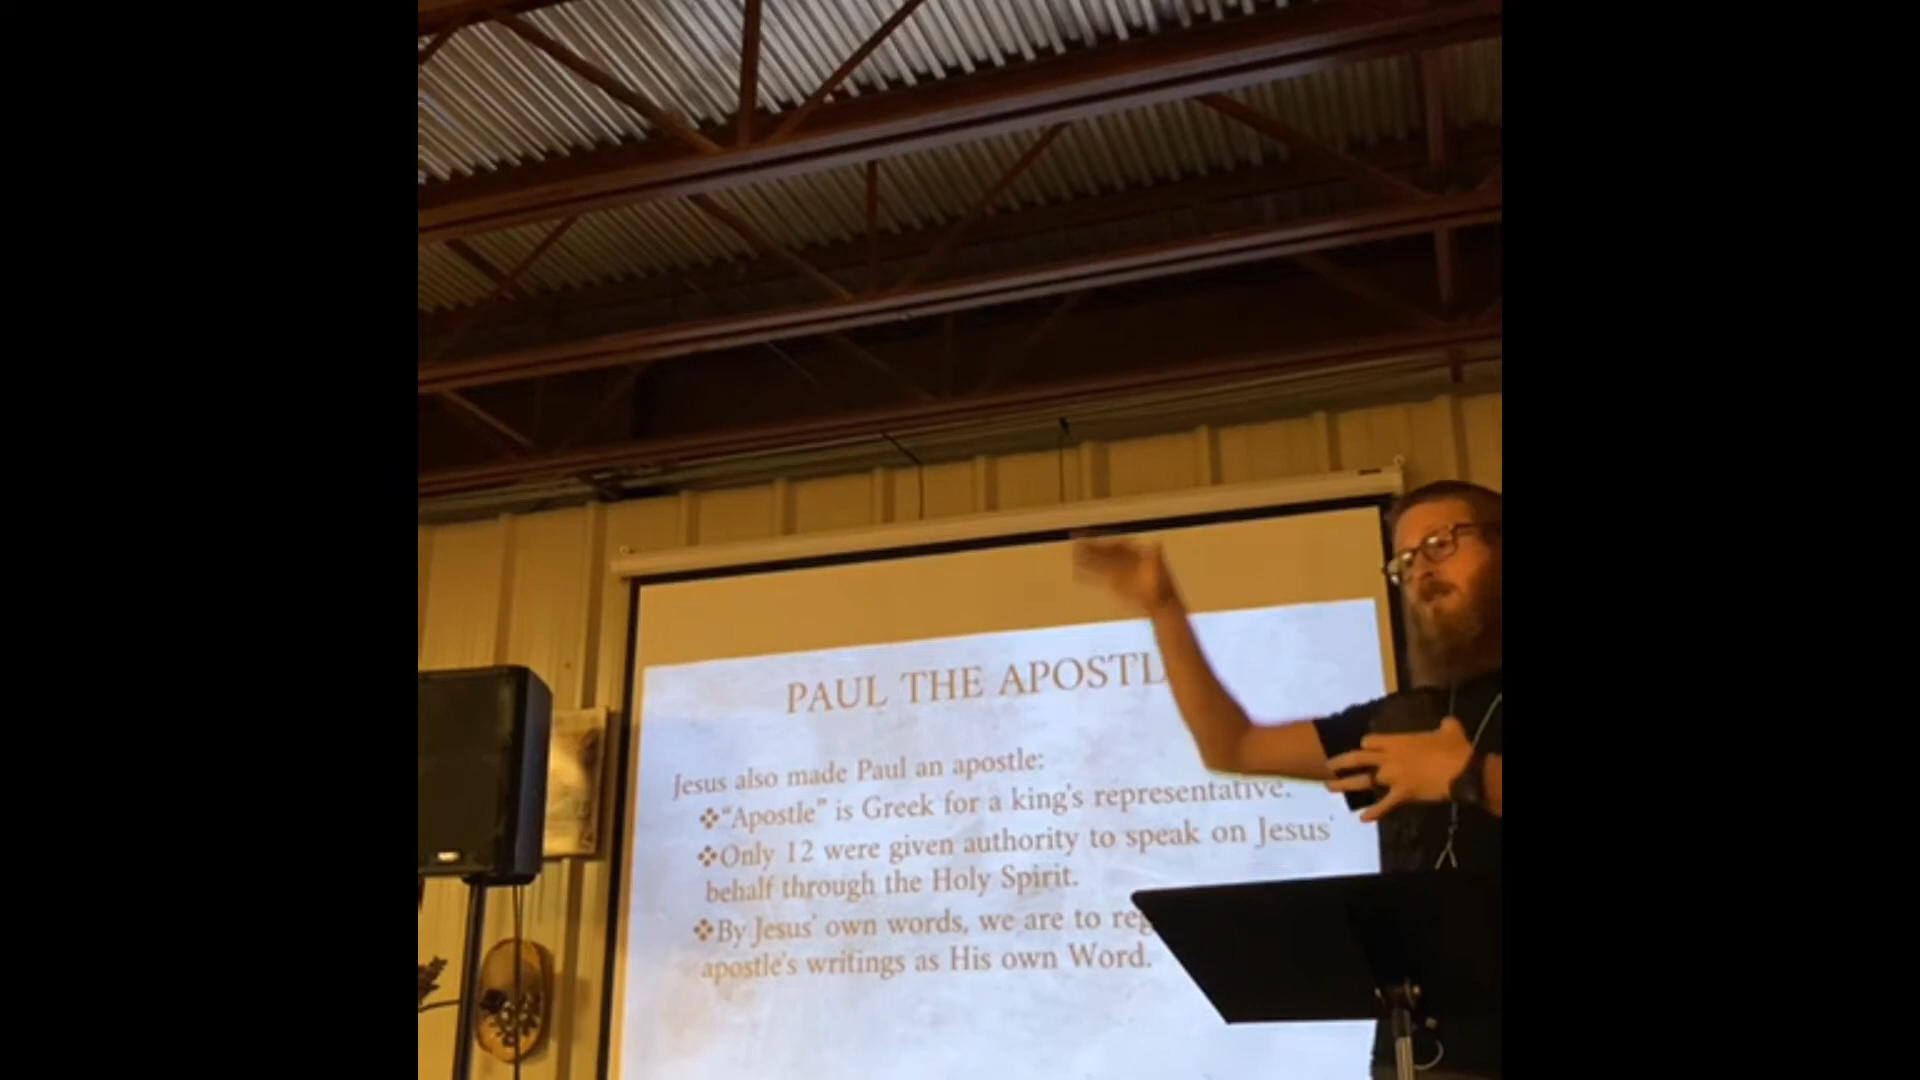 PAUL THE APOSTL
Jesus also made Paul an apostle:
❖“Apostle” is Greek for a king's representative.
❖Only 12 were given authority to speak on Jesus'
behalf through the Holy Spirit.
❖By Jesus' own words, we are to reg
apostle's writings as His own Word.